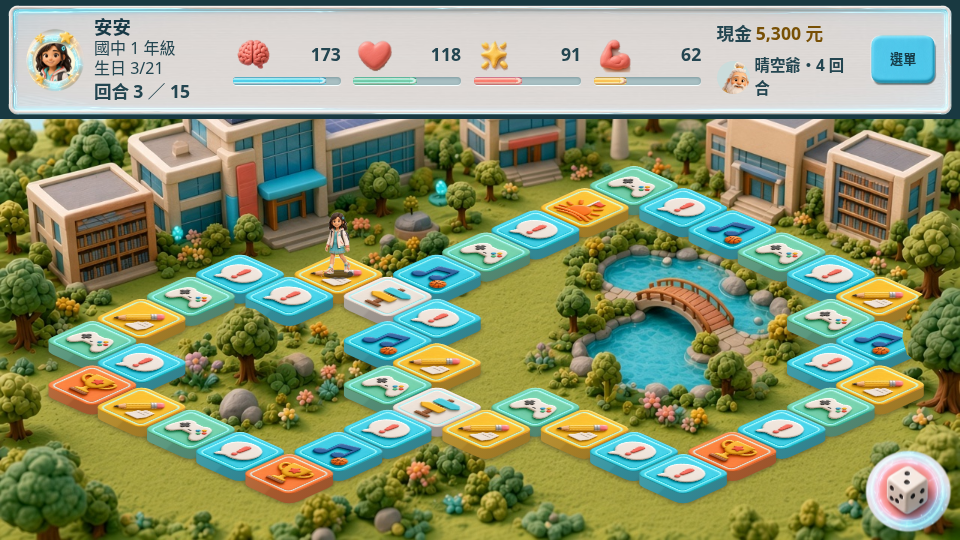 安安
國中 1 年級
生日 3/21
回合 3 ／ 15
173
118
91
62
現金 5,300 元
晴空爺・4 回
合
選單